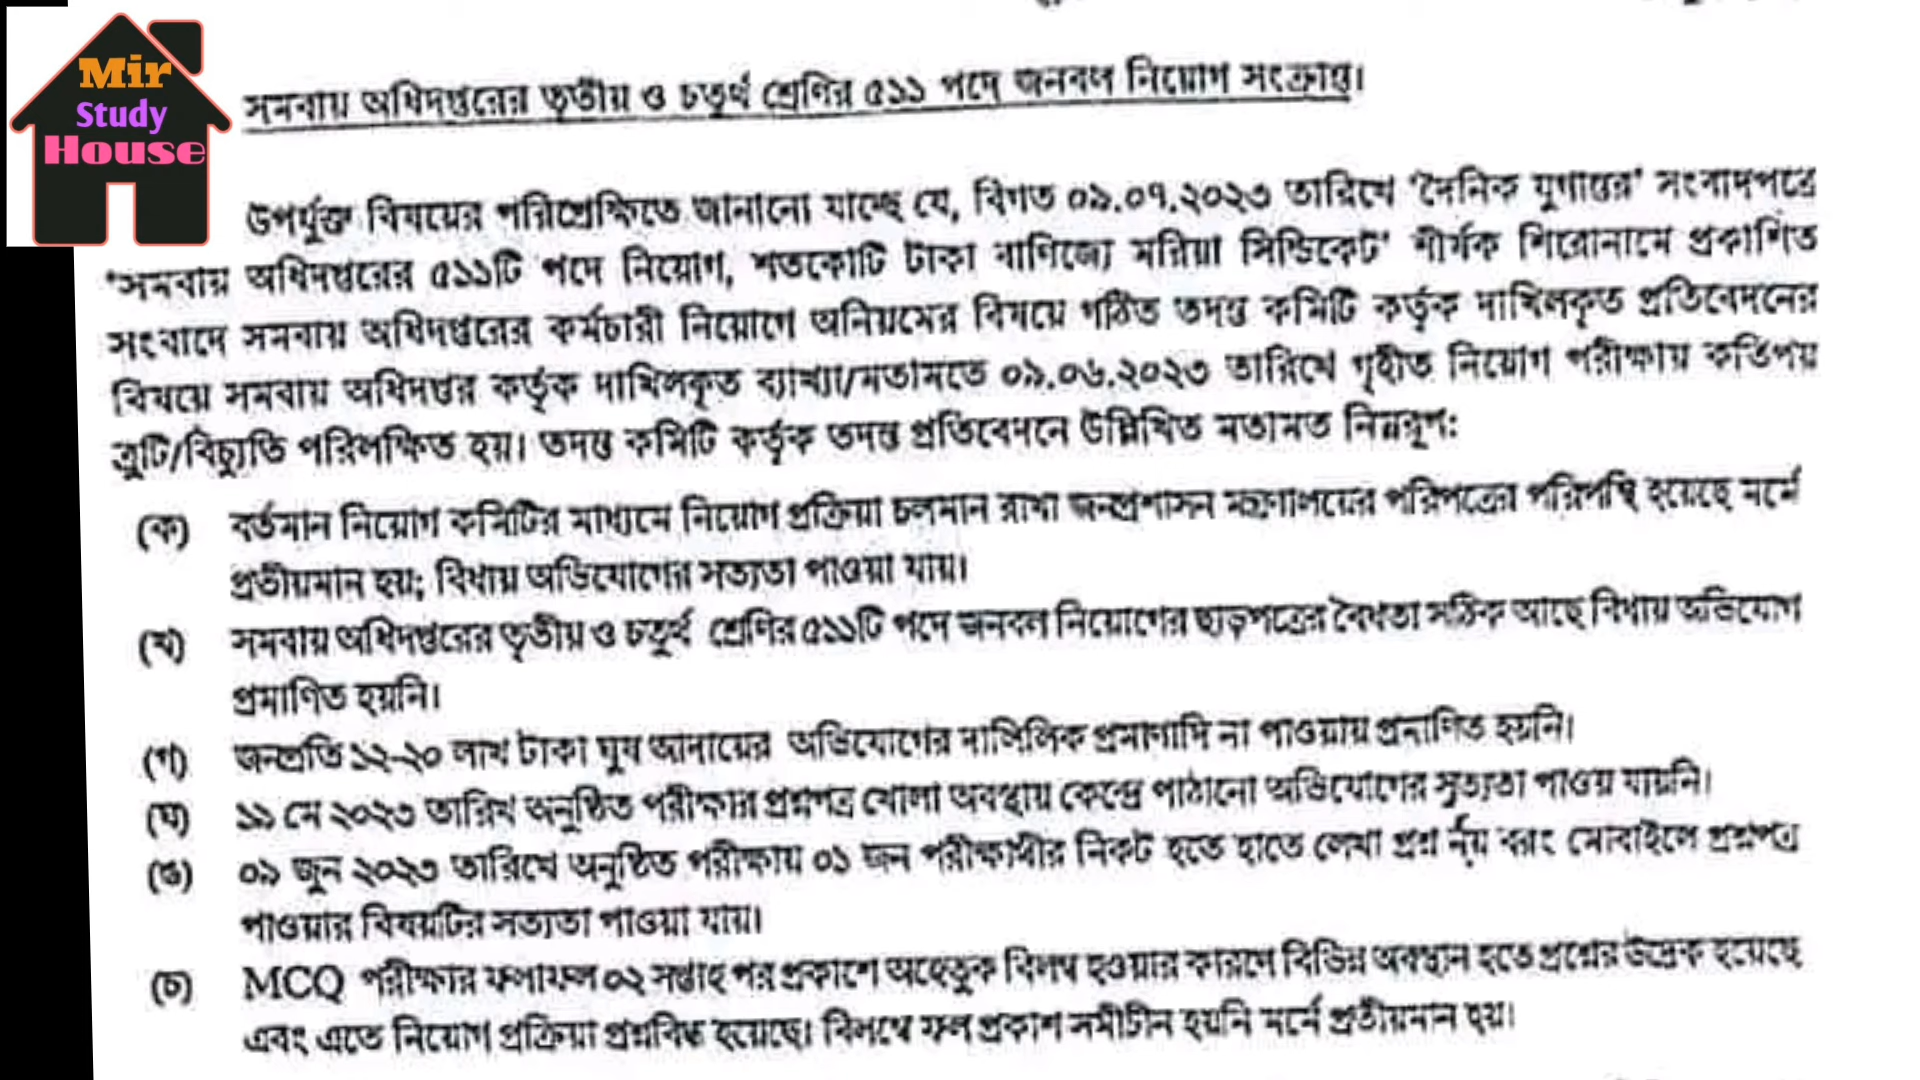 Mir
Study
House
সমবায় অধিদপ্তরের তৃতীয় ও চতুর্থ শ্রেণির ৫১১ পদে জনবল নিয়োগ সংক্রান্ত।
উপর্যুক্ত বিষয়ের পরিপ্রেক্ষিতে জানানো যাচ্ছে যে, বিগত ০৯.০৭.২০২৩ তারিখে ‘দৈনিক যুগান্তর’ সংবাদপত্রে
‘সমবায় অধিদপ্তরের ৫১১টি পদে নিয়োগ, শতকোটি টাকা বাণিজ্যে মরিয়া সিন্ডিকেট’ শীর্ষক শিরোনামে প্রকাশিত
সংবাদে সমবায় অধিদপ্তরের কর্মচারী নিয়োগে অনিয়মের বিষয়ে গঠিত তদন্ত কমিটি কর্তৃক দাখিলকৃত প্রতিবেদনের
বিষয়ে সমবায় অধিদপ্তর কর্তৃক দাখিলকৃত ব্যাখ্যা/মতামতে ০৯.০৬.২০২৩ তারিখে গৃহীত নিয়োগ পরীক্ষায় কতিপয়
ত্রুটি/বিচ্যুতি পরিলক্ষিত হয়। তদন্ত কমিটি কর্তৃক তদন্ত প্রতিবেদনে উল্লিখিত মতামত নিম্নরূপ:
(ক) বর্তমান নিয়োগ কমিটির মাধ্যমে নিয়োগ প্রক্রিয়া চলমান রাখা জনপ্রশাসন মন্ত্রণালয়ের পরিপত্রের পরিপন্থি হয়েছে মর্মে
প্রতীয়মান হয়; বিধায় অভিযোগের সত্যতা পাওয়া যায়।
(খ) সমবায় অধিদপ্তরের তৃতীয় ও চতুর্থ শ্রেণির ৫১১টি পদে জনবল নিয়োগের ছাড়পত্রের বৈধতা সঠিক আছে বিধায় অভিযোগ
প্রমাণিত হয়নি।
(গ) জনপ্রতি ১২-২০ লাখ টাকা ঘুষ আদায়ের অভিযোগের দালিলিক প্রমাণাদি না পাওয়ায় প্রমাণিত হয়নি।
(ঘ) ১৯ মে ২০২৩ তারিখ অনুষ্ঠিত পরীক্ষার প্রশ্নপত্র খোলা অবস্থায় কেন্দ্রে পাঠানো অভিযোগের সত্যতা পাওয় যায়নি।
(ঙ) ০৯ জুন ২০২৩ তারিখে অনুষ্ঠিত পরীক্ষায় ০১ জন পরীক্ষার্থীর নিকট হতে হাতে লেখা প্রশ্ন নয় বরং মোবাইলে প্রশ্নপত্র
পাওয়ার বিষয়টির সত্যতা পাওয়া যায়।
(চ) MCQ পরীক্ষার ফলাফল ০২ সপ্তাহ পর প্রকাশে অহেতুক বিলম্ব হওয়ার কারণে বিভিন্ন অবস্থান হতে প্রশ্নের উদ্রেক হয়েছে
এবং এতে নিয়োগ প্রক্রিয়া প্রশ্নবিদ্ধ হয়েছে। বিলম্বে ফল প্রকাশ সমীচীন হয়নি মর্মে প্রতীয়মান হয়।